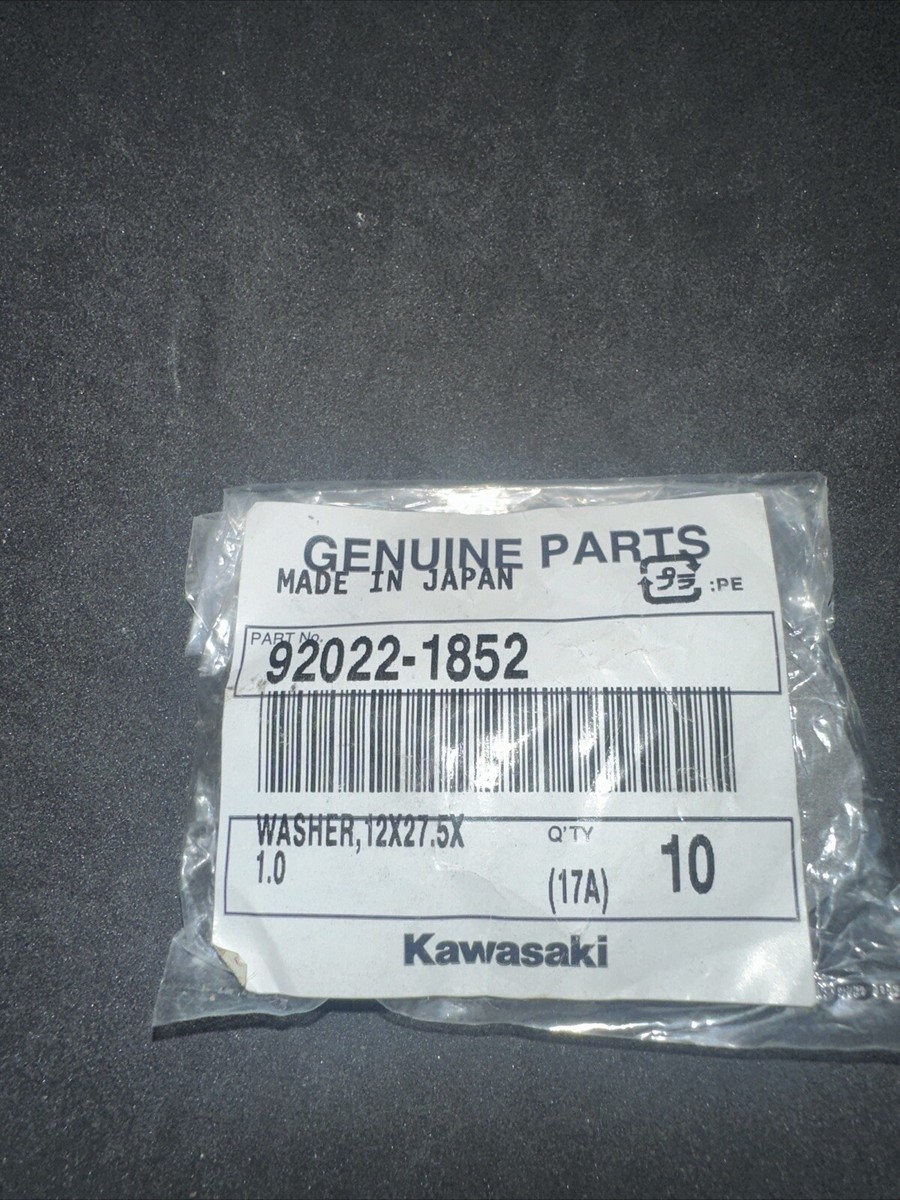 GENUINE PARTS
MADE IN JAPAN
プラ :PE
PART No.
92022-1852
WASHER,12X27.5X
1.0
Q'TY
(17A)
10
Kawasaki